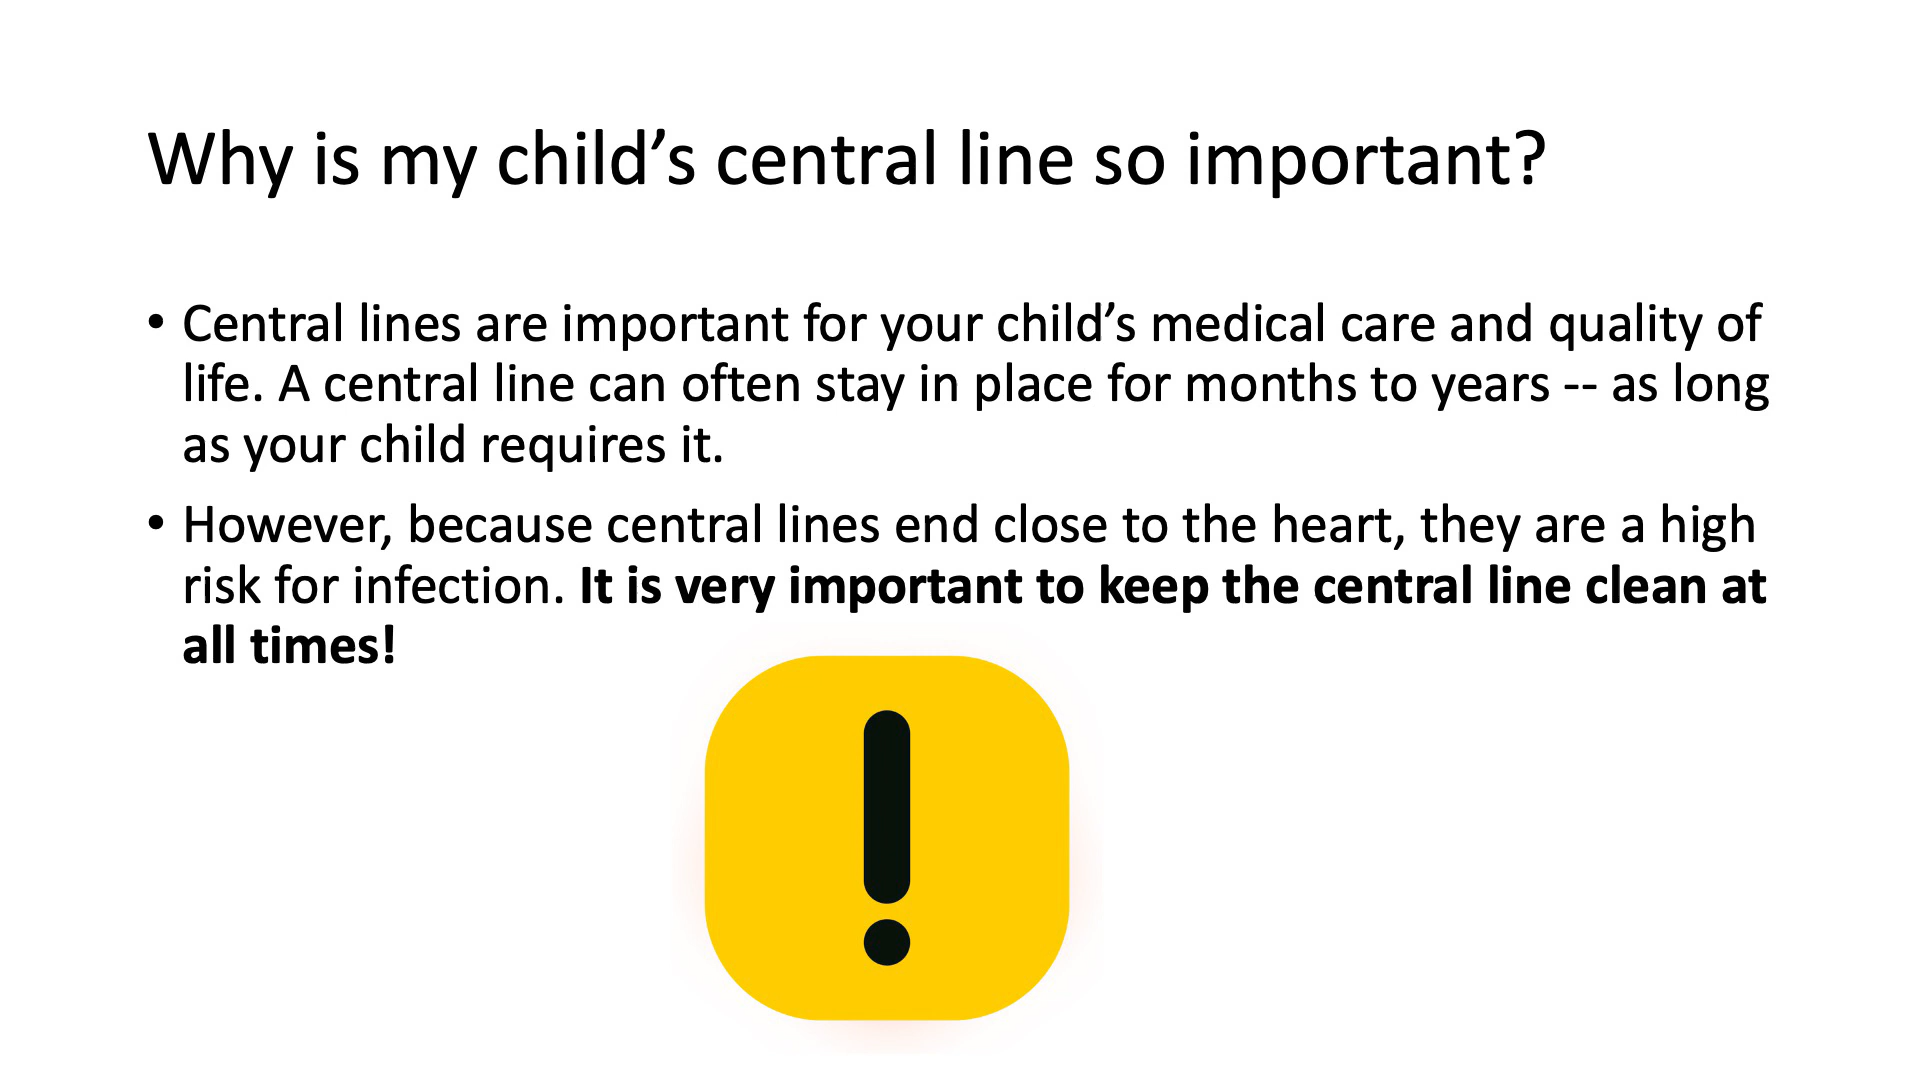 Why is my child’s central line so important?
• Central lines are important for your child’s medical care and quality of
life. A central line can often stay in place for months to years -- as long
as your child requires it.
• However, because central lines end close to the heart, they are a high
risk for infection. It is very important to keep the central line clean at
all times!